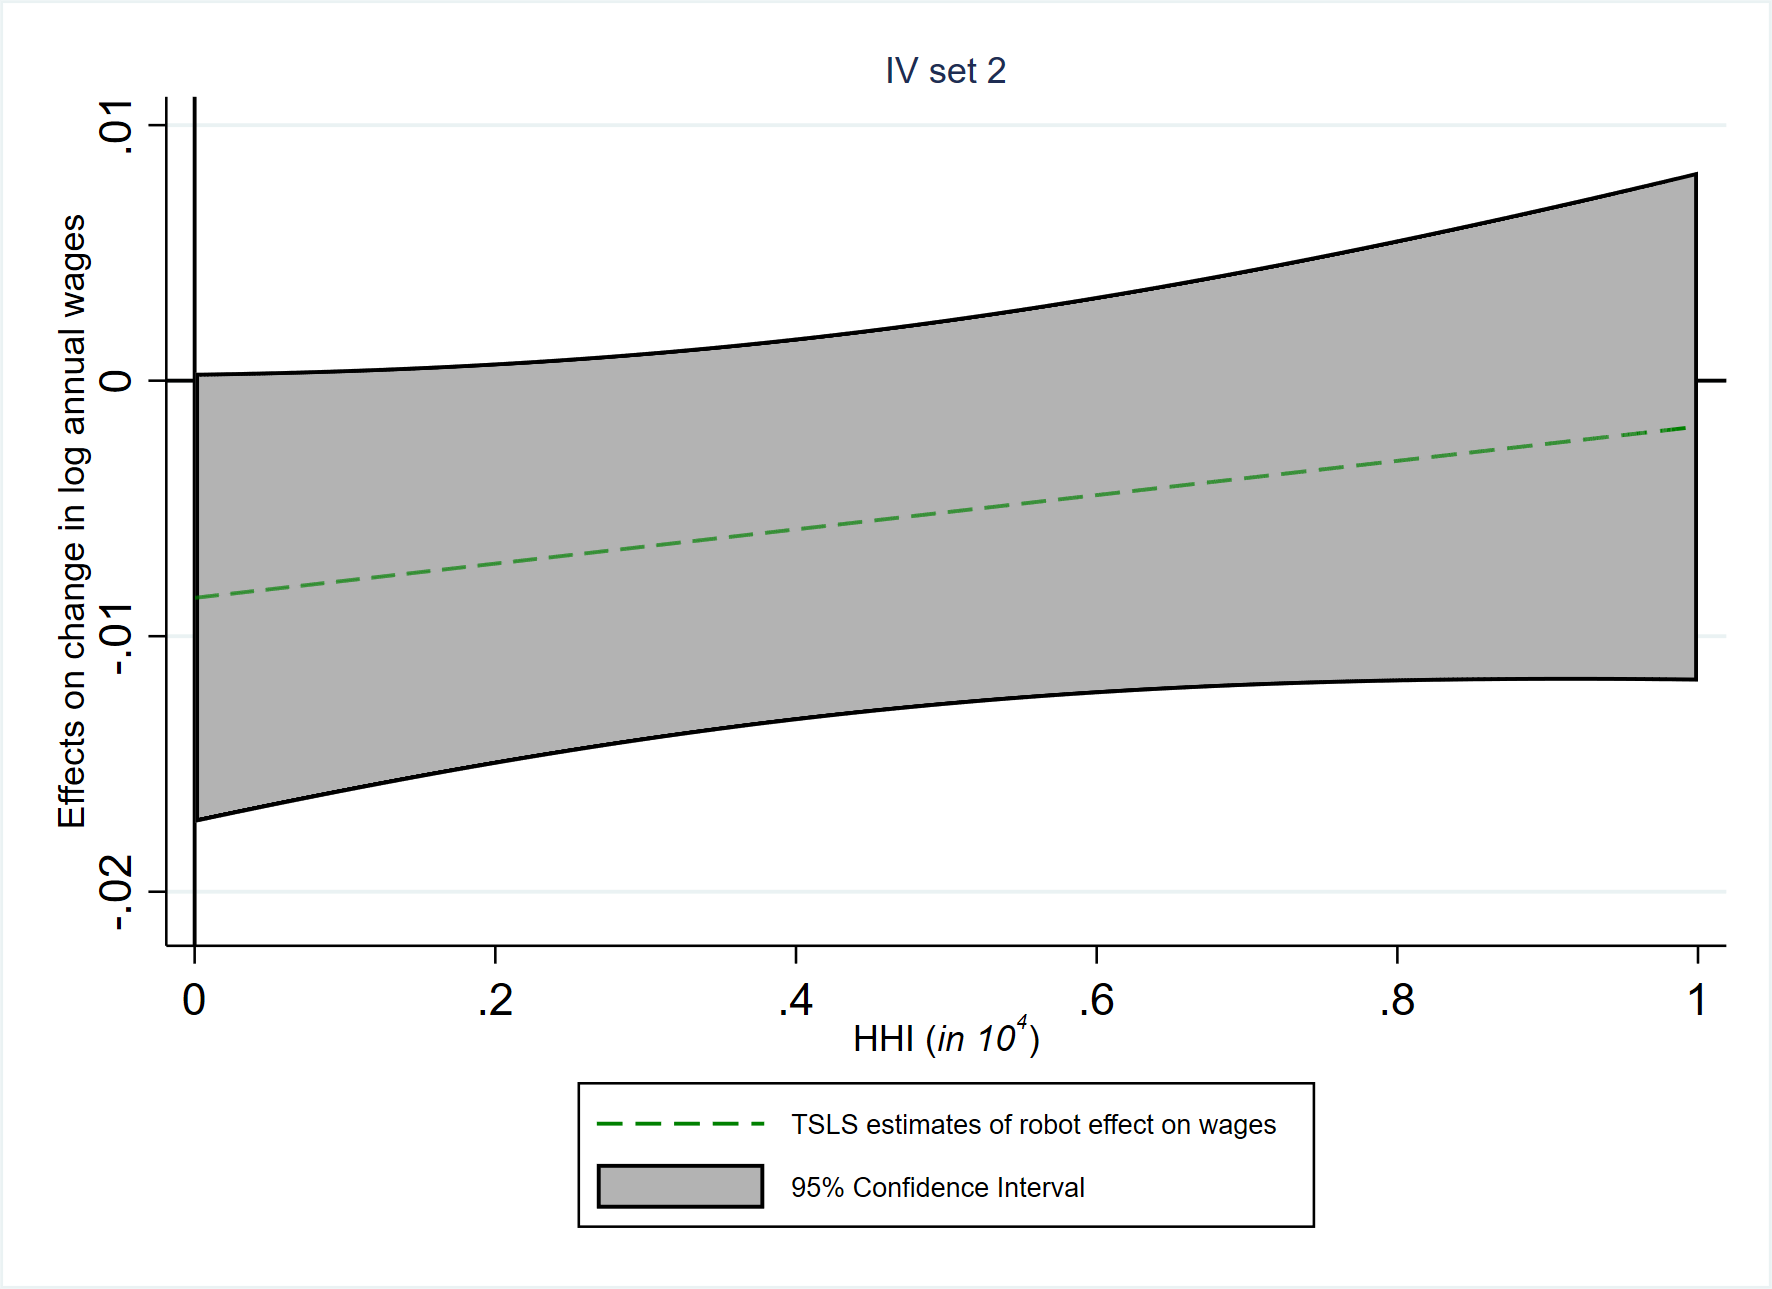 IV set 2
Effects on change in log annual wages
.01
0
-.01
-.02
0 .2 .4 .6 .8 1
HHI (in 10⁴)
TSLS estimates of robot effect on wages
95% Confidence Interval